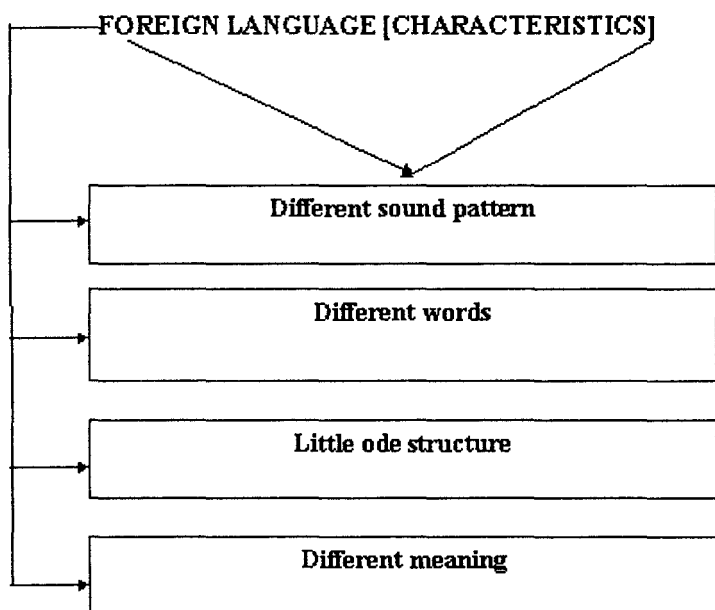 FOREIGN LANGUAGE [CHARACTERISTICS]
Different sound pattern
Different words
Little ode structure
Different meaning